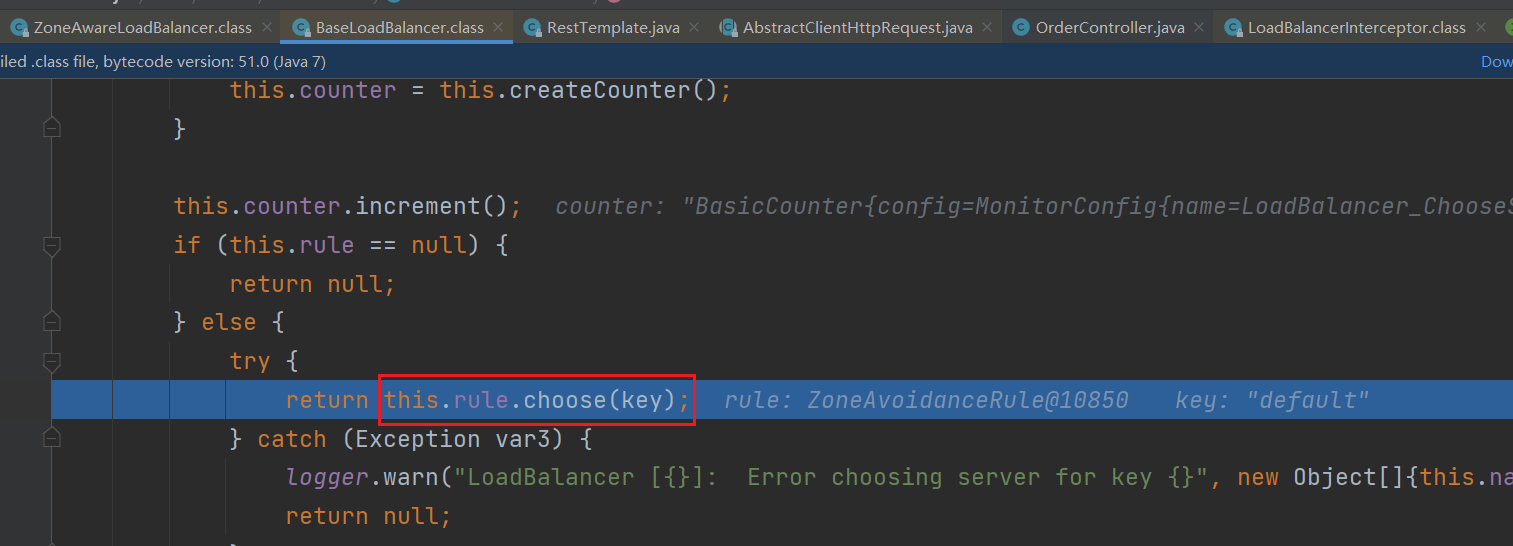 ZoneAwareLoadBalancer.class BaseLoadBalancer.class RestTemplate.java AbstractClientHttpRequest.java OrderController.java LoadBalancerInterceptor.class
iled .class file, bytecode version: 51.0 (Java 7) Dow
this.counter = this.createCounter();
}
this.counter.increment(); counter: "BasicCounter{config=MonitorConfig{name=LoadBalancer_ChooseS
if (this.rule == null) {
return null;
} else {
try {
return this.rule.choose(key); rule: ZoneAvoidanceRule@10850 key: "default"
} catch (Exception var3) {
logger.warn("LoadBalancer [{}]:  Error choosing server for key {}", new Object[]{this.na
return null;